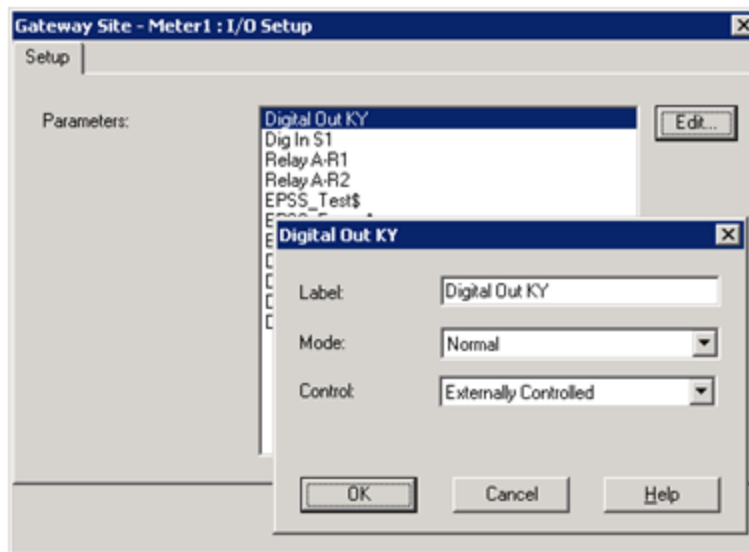 Gateway Site - Meter1 : I/O Setup
Setup
Parameters:
Digital Out KY
Edit...
Dig In S1
Relay A-R1
Relay A-R2
EPSS_Test$
Digital Out KY
Label:
Digital Out KY
Mode:
Normal
Control:
Externally Controlled
OK
Cancel
Help